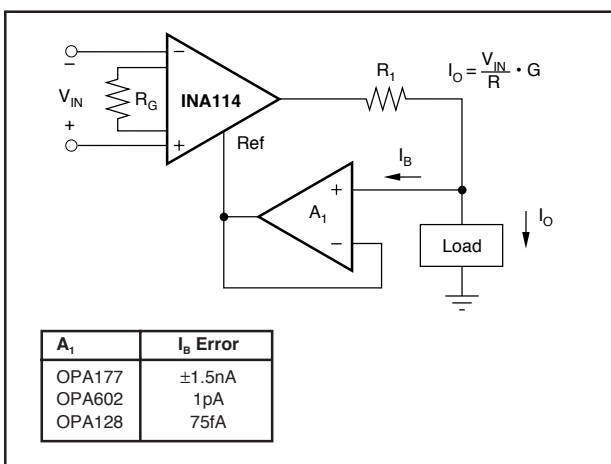 −
V_IN
+
R_G
−
INA114
+
Ref
R_1
I_O = V_IN/R · G
I_B
+
A_1
−
Load
I_O
A_1 I_B Error
OPA177 ±1.5nA
OPA602 1pA
OPA128 75fA